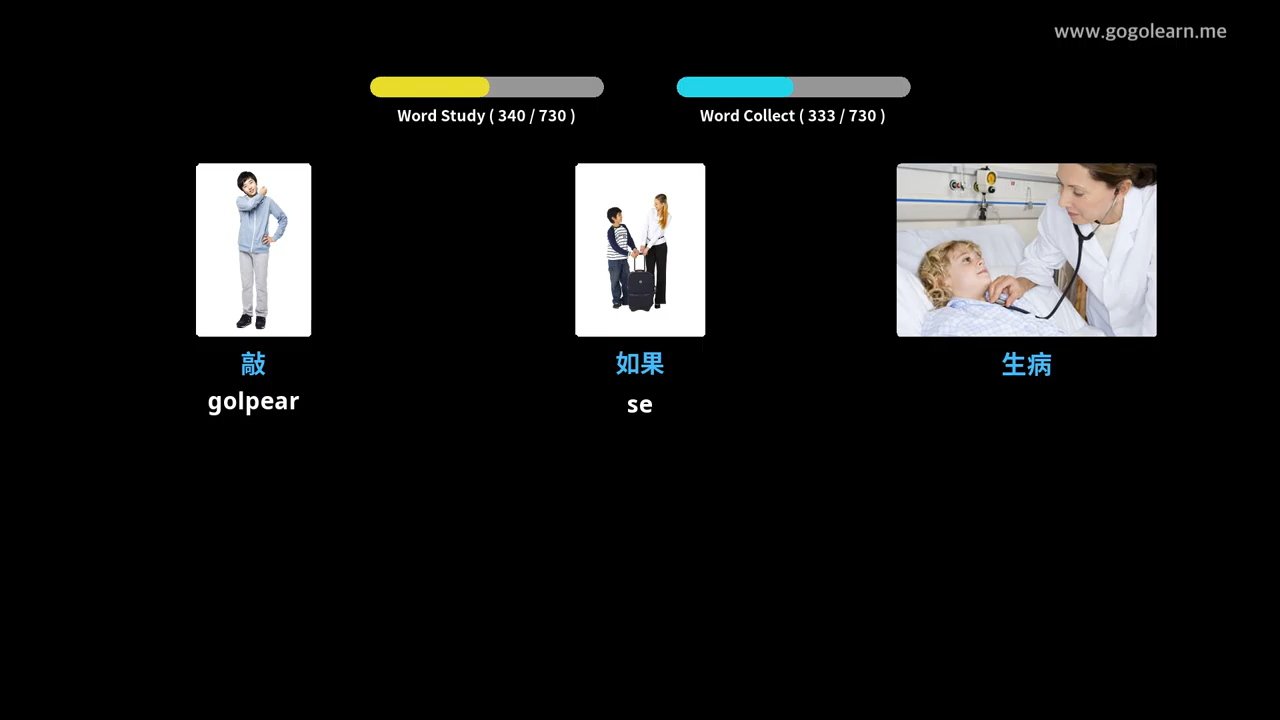 www.gogolearn.me
Word Study ( 340 / 730 )
Word Collect ( 333 / 730 )
敲
如果
生病
golpear
se